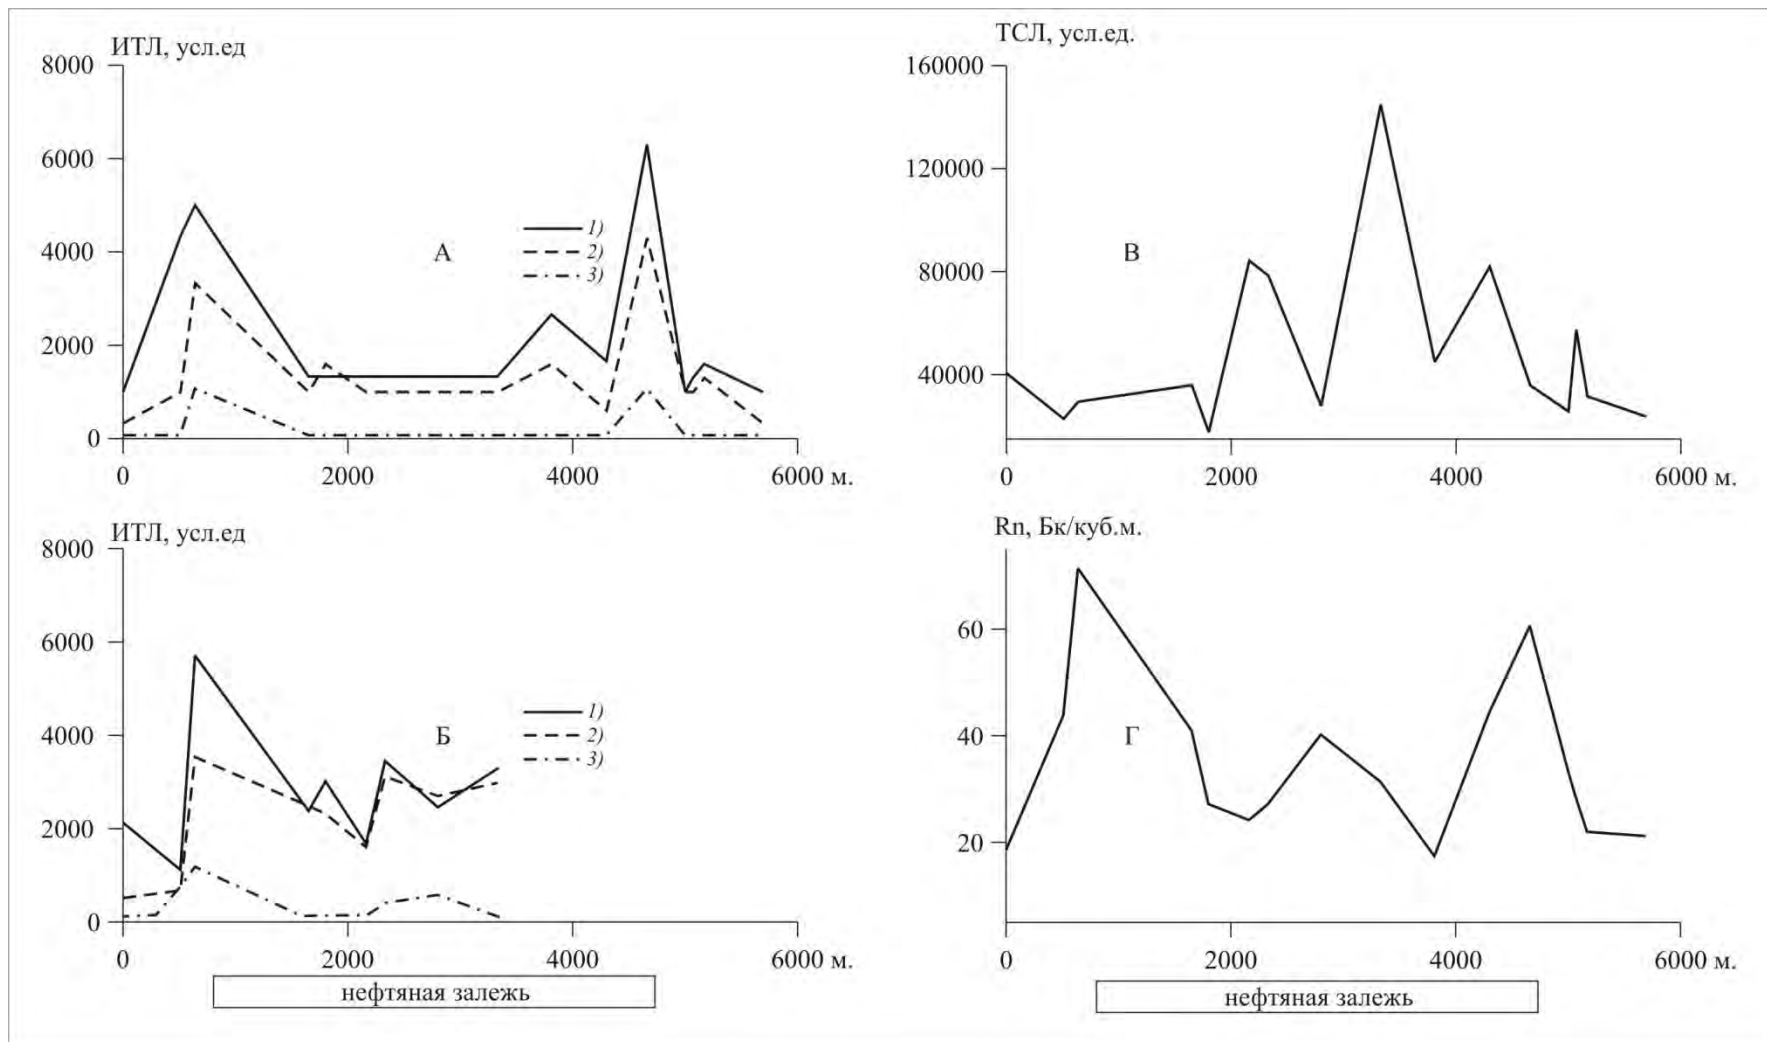 ИТЛ, усл.ед
8000
6000
4000
2000
0
А
1)
2)
3)
0 2000 4000 6000 м.
ТСЛ, усл.ед.
160000
120000
80000
40000
В
0 2000 4000 6000 м.
ИТЛ, усл.ед
8000
6000
4000
2000
0
Б
1)
2)
3)
0 2000 4000 6000 м.
нефтяная залежь
Rn, Бк/куб.м.
60
40
20
Г
0 2000 4000 6000 м.
нефтяная залежь